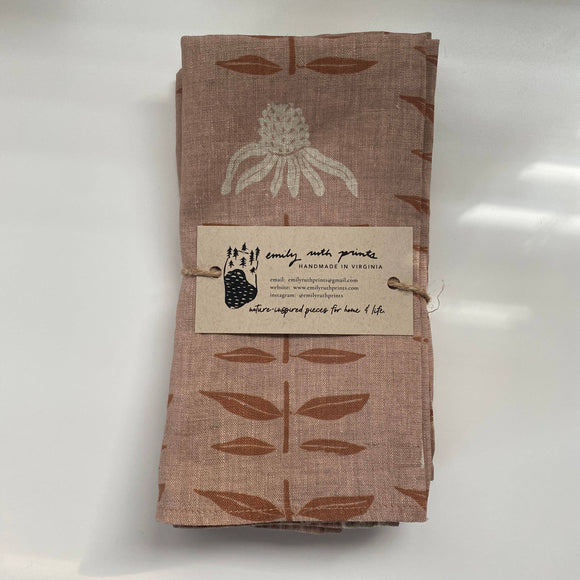 emily ruth prints
HANDMADE IN VIRGINIA
email: emilyruthprints@gmail.com
website: www.emilyruthprints.com
instagram: @emilyruthprints
nature-inspired pieces for home & life.